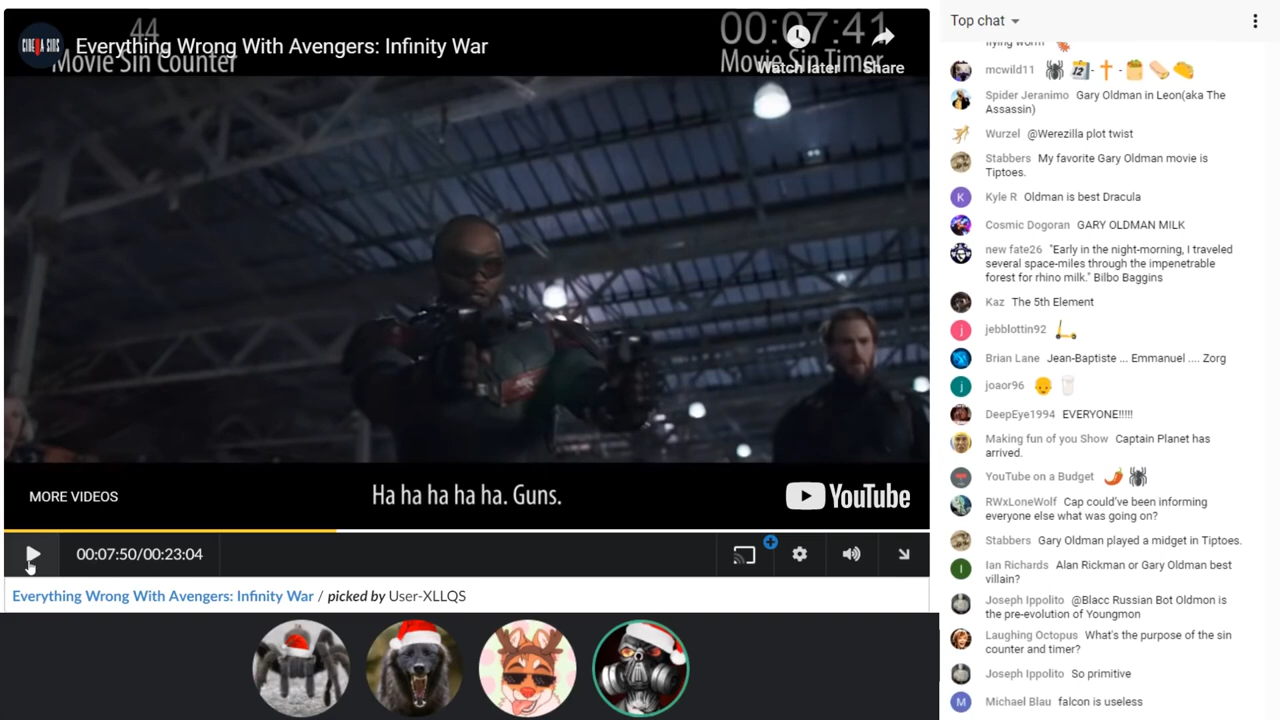 44
Movie Sin Counter
00:07:41
Movie Sin Timer
CINEMA SINS
Everything Wrong With Avengers: Infinity War
Watch later
Share
MORE VIDEOS
Ha ha ha ha ha. Guns.
YouTube
00:07:50/00:23:04
Everything Wrong With Avengers: Infinity War / picked by User-XLLQS
Top chat
flying worm
mcwild11
Spider Jeranimo Gary Oldman in Leon(aka The
Assassin)
Wurzel @Werezilla plot twist
Stabbers My favorite Gary Oldman movie is
Tiptoes.
K
Kyle R Oldman is best Dracula
Cosmic Dogoran GARY OLDMAN MILK
new fate26 "Early in the night-morning, I traveled
several space-miles through the impenetrable
forest for rhino milk." Bilbo Baggins
Kaz The 5th Element
j
jebblottin92
Brian Lane Jean-Baptiste ... Emmanuel .... Zorg
j
joaor96
DeepEye1994 EVERYONE!!!!!
Making fun of you Show Captain Planet has
arrived.
YouTube on a Budget
RWxLoneWolf Cap could've been informing
everyone else what was going on?
Stabbers Gary Oldman played a midget in Tiptoes.
I
Ian Richards Alan Rickman or Gary Oldman best
villain?
Joseph Ippolito @Blacc Russian Bot Oldmon is
the pre-evolution of Youngmon
Laughing Octopus What's the purpose of the sin
counter and timer?
Joseph Ippolito So primitive
M
Michael Blau falcon is useless